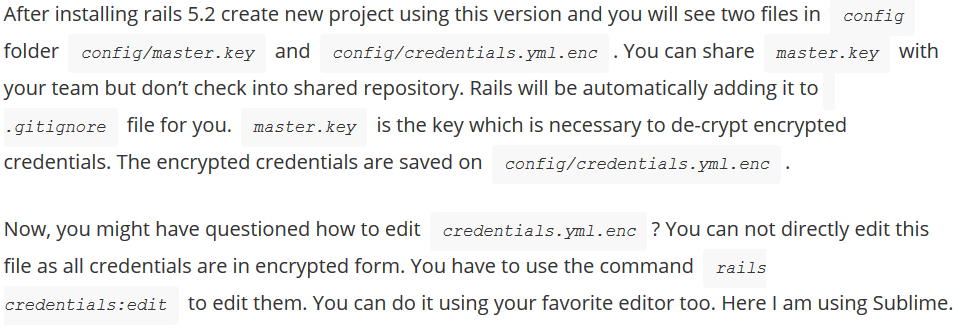 After installing rails 5.2 create new project using this version and you will see two files in config
folder config/master.key and config/credentials.yml.enc . You can share master.key with
your team but don’t check into shared repository. Rails will be automatically adding it to
.gitignore file for you. master.key is the key which is necessary to de-crypt encrypted
credentials. The encrypted credentials are saved on config/credentials.yml.enc .
Now, you might have questioned how to edit credentials.yml.enc ? You can not directly edit this
file as all credentials are in encrypted form. You have to use the command rails
credentials:edit to edit them. You can do it using your favorite editor too. Here I am using Sublime.